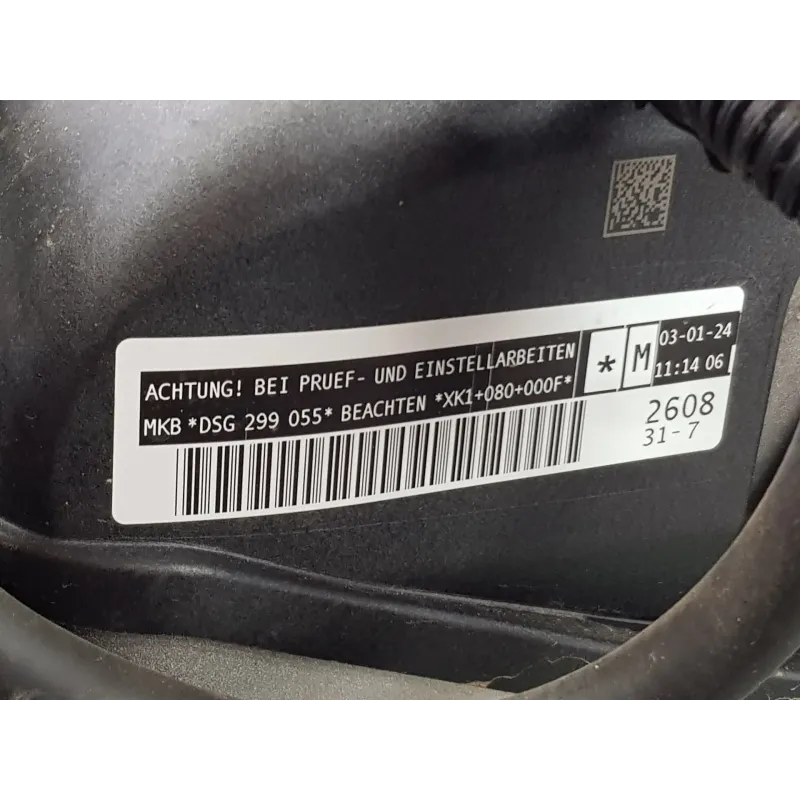 ACHTUNG! BEI PRUEF- UND EINSTELLARBEITEN
MKB *DSG 299 055* BEACHTEN *XK1+080+000F*
*
M
03-01-24
11:14 06
2608
31-7